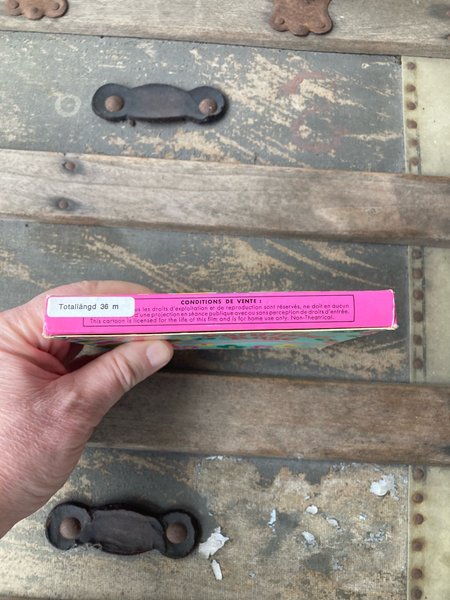 Totallängd 36 m
CONDITIONS DE VENTE :
les droits d'exploitation et de reproduction sont réservés, ne doit en aucun
d'une projection en séance publique avec ou sans perception de droits d'entrée.
This cartoon is licensed for the life of this film and is for home use only. Non-Theatrical.